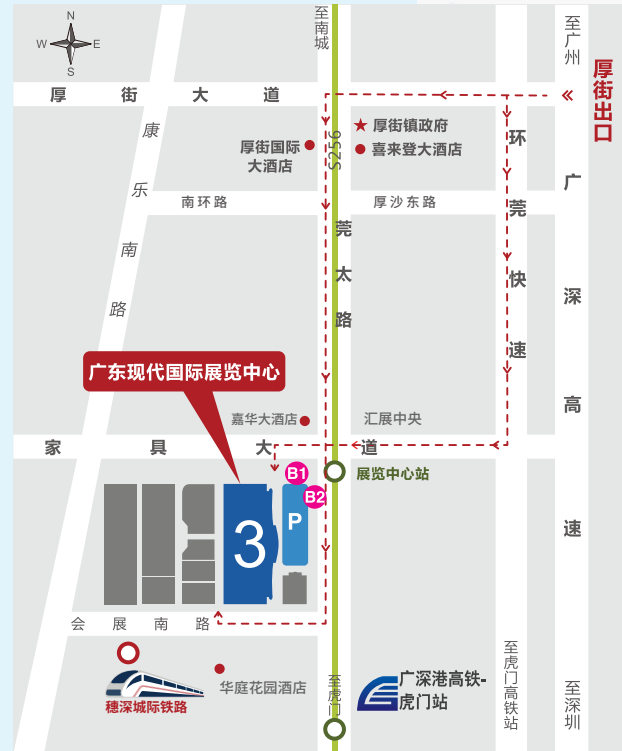 N
W
E
S
至南城
至广州
厚街出口
厚街大道
康乐南路
厚街国际
大酒店
S256
厚街镇政府
喜来登大酒店
环莞快速
广深高速
南环路
厚沙东路
莞太路
广东现代国际展览中心
嘉华大酒店
汇展中央
家具大道
展览中心站
B1
B2
P
3
会展南路
穗深城际铁路
华庭花园酒店
至虎门
广深港高铁-
虎门站
至虎门高铁站
至深圳